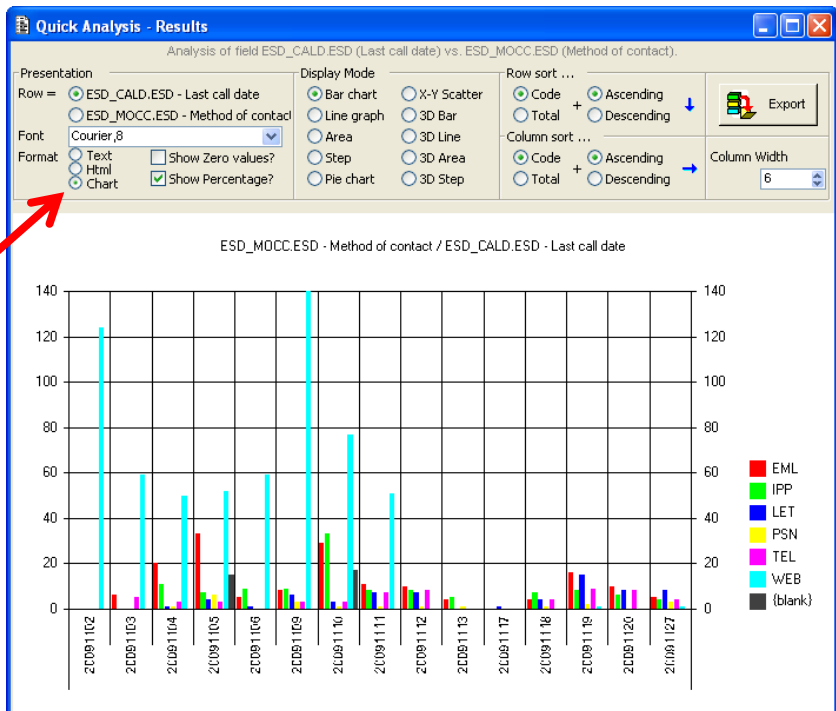 Quick Analysis - Results
Analysis of field ESD_CALD.ESD (Last call date) vs. ESD_MOCC.ESD (Method of contact).
Presentation
Row = ESD_CALD.ESD - Last call date
ESD_MOCC.ESD - Method of contact
Font Courier,8
Format Text
Html
Chart
Show Zero values?
Show Percentage?
Display Mode
Bar chart
Line graph
Area
Step
Pie chart
X-Y Scatter
3D Bar
3D Line
3D Area
3D Step
Row sort ...
Code + Ascending
Total Descending
Column sort ...
Code + Ascending
Total Descending
Export
Column Width
6
ESD_MOCC.ESD - Method of contact / ESD_CALD.ESD - Last call date
140 140
120 120
100 100
80 80
60 60
40 40
20 20
0 0
20091102
20091103
20091104
20091105
20091106
20091109
20091110
20091111
20091112
20091113
20091117
20091118
20091119
20091120
20091127
EML
IPP
LET
PSN
TEL
WEB
{blank}